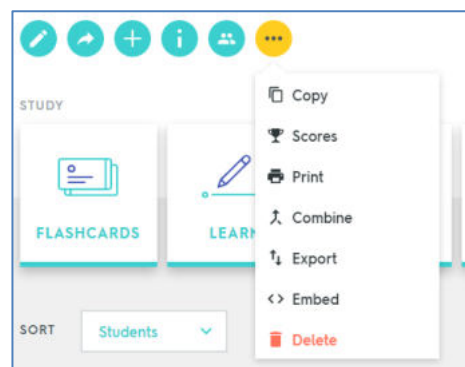 Copy
STUDY
Scores
Print
FLASHCARDS
LEARN
Combine
Export
Embed
SORT
Students
Delete